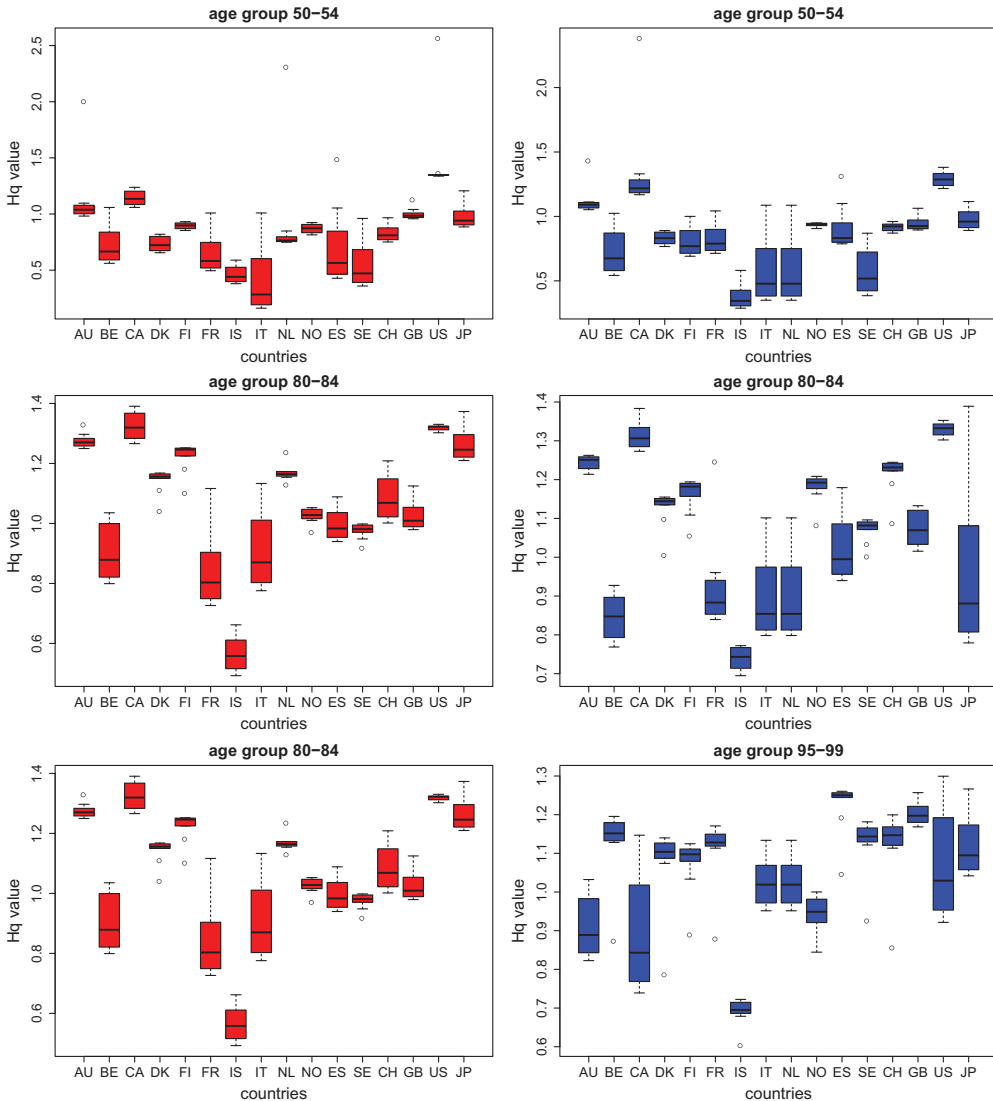 age group 50−54
Hq value
2.5
2.0
1.5
1.0
0.5
AU BE CA DK FI FR IS IT NL NO ES SE CH GB US JP
countries
age group 50−54
Hq value
2.0
1.5
1.0
0.5
AU BE CA DK FI FR IS IT NL NO ES SE CH GB US JP
countries
age group 80−84
Hq value
1.4
1.2
1.0
0.8
0.6
AU BE CA DK FI FR IS IT NL NO ES SE CH GB US JP
countries
age group 80−84
Hq value
1.4
1.3
1.2
1.1
1.0
0.9
0.8
0.7
AU BE CA DK FI FR IS IT NL NO ES SE CH GB US JP
countries
age group 80−84
Hq value
1.4
1.2
1.0
0.8
0.6
AU BE CA DK FI FR IS IT NL NO ES SE CH GB US JP
countries
age group 95−99
Hq value
1.3
1.2
1.1
1.0
0.9
0.8
0.7
0.6
AU BE CA DK FI FR IS IT NL NO ES SE CH GB US JP
countries